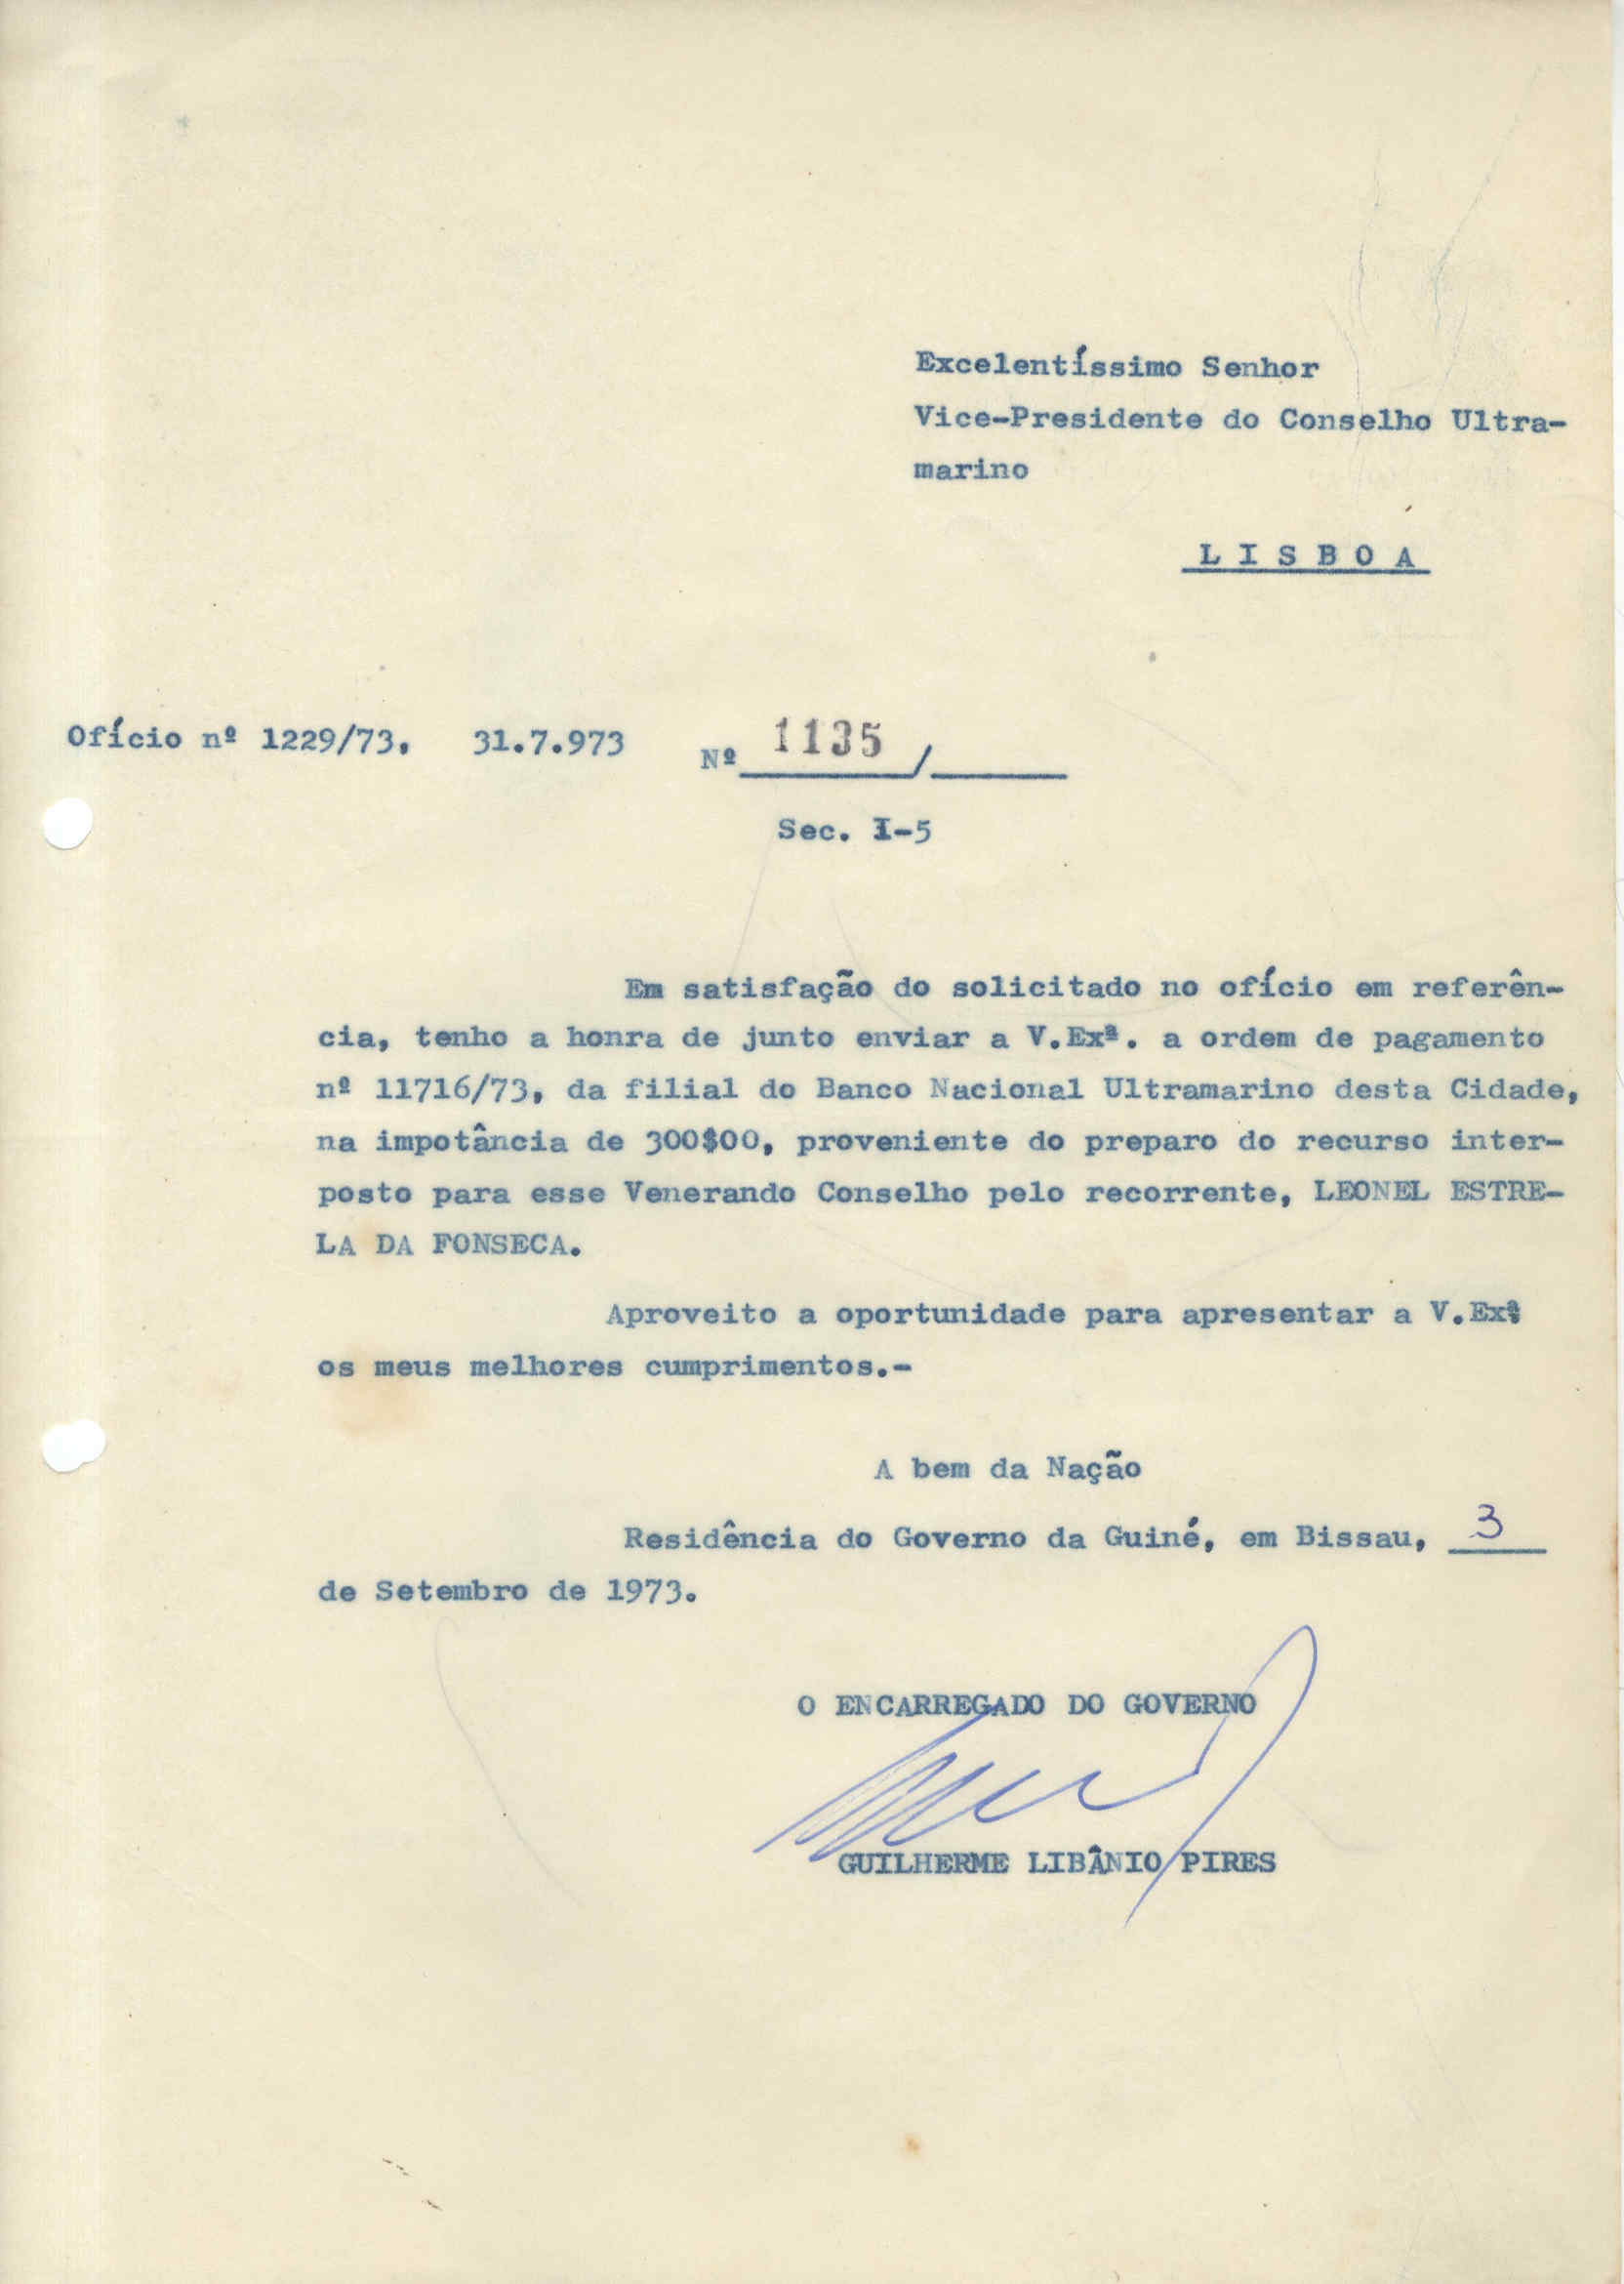 Excelentíssimo Senhor
Vice-Presidente do Conselho Ultra-
marino
L I S B O A
Ofício nº 1229/73, 31.7.973 Nº 1135 /
Sec. I-5
Em satisfação do solicitado no ofício em referên-
cia, tenho a honra de junto enviar a V.Exª. a ordem de pagamento
nº 11716/73, da filial do Banco Nacional Ultramarino desta Cidade,
na impotância de 300$00, proveniente do preparo do recurso inter-
posto para esse Venerando Conselho pelo recorrente, LEONEL ESTRE-
LA DA FONSECA.
Aproveito a oportunidade para apresentar a V.Exª.
os meus melhores cumprimentos.-
A bem da Nação
Residência do Governo da Guiné, em Bissau, 3
de Setembro de 1973.
O ENCARREGADO DO GOVERNO
GUILHERME LIBÂNIO PIRES